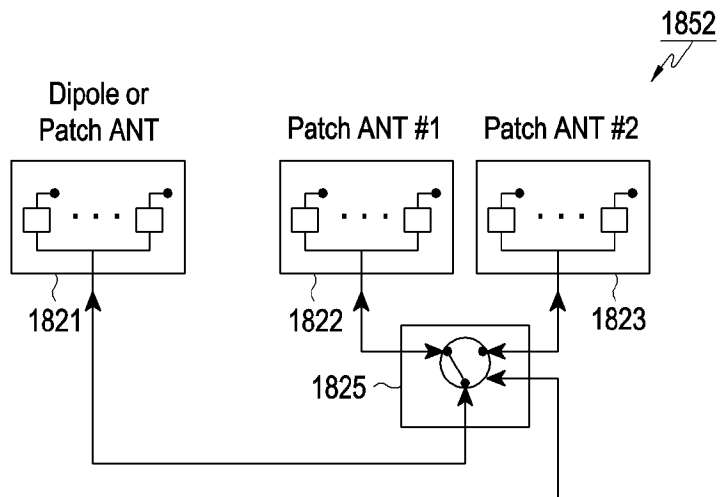 1852
Dipole or
Patch ANT
Patch ANT #1
Patch ANT #2
1821
1822
1823
1825